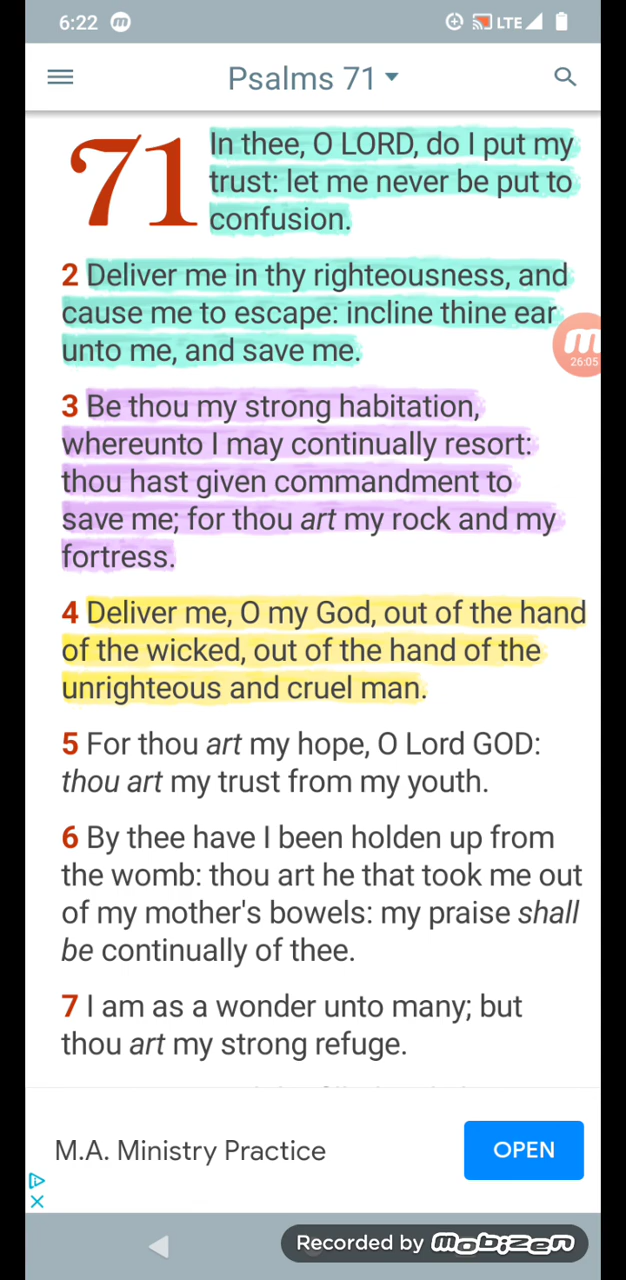 6:22 m LTE
Psalms 71
71 In thee, O LORD, do I put my
trust: let me never be put to
confusion.
2 Deliver me in thy righteousness, and
cause me to escape: incline thine ear
unto me, and save me.
m
26:05
3 Be thou my strong habitation,
whereunto I may continually resort:
thou hast given commandment to
save me; for thou art my rock and my
fortress.
4 Deliver me, O my God, out of the hand
of the wicked, out of the hand of the
unrighteous and cruel man.
5 For thou art my hope, O Lord GOD:
thou art my trust from my youth.
6 By thee have I been holden up from
the womb: thou art he that took me out
of my mother's bowels: my praise shall
be continually of thee.
7 I am as a wonder unto many; but
thou art my strong refuge.
M.A. Ministry Practice
OPEN
Recorded by mobizen